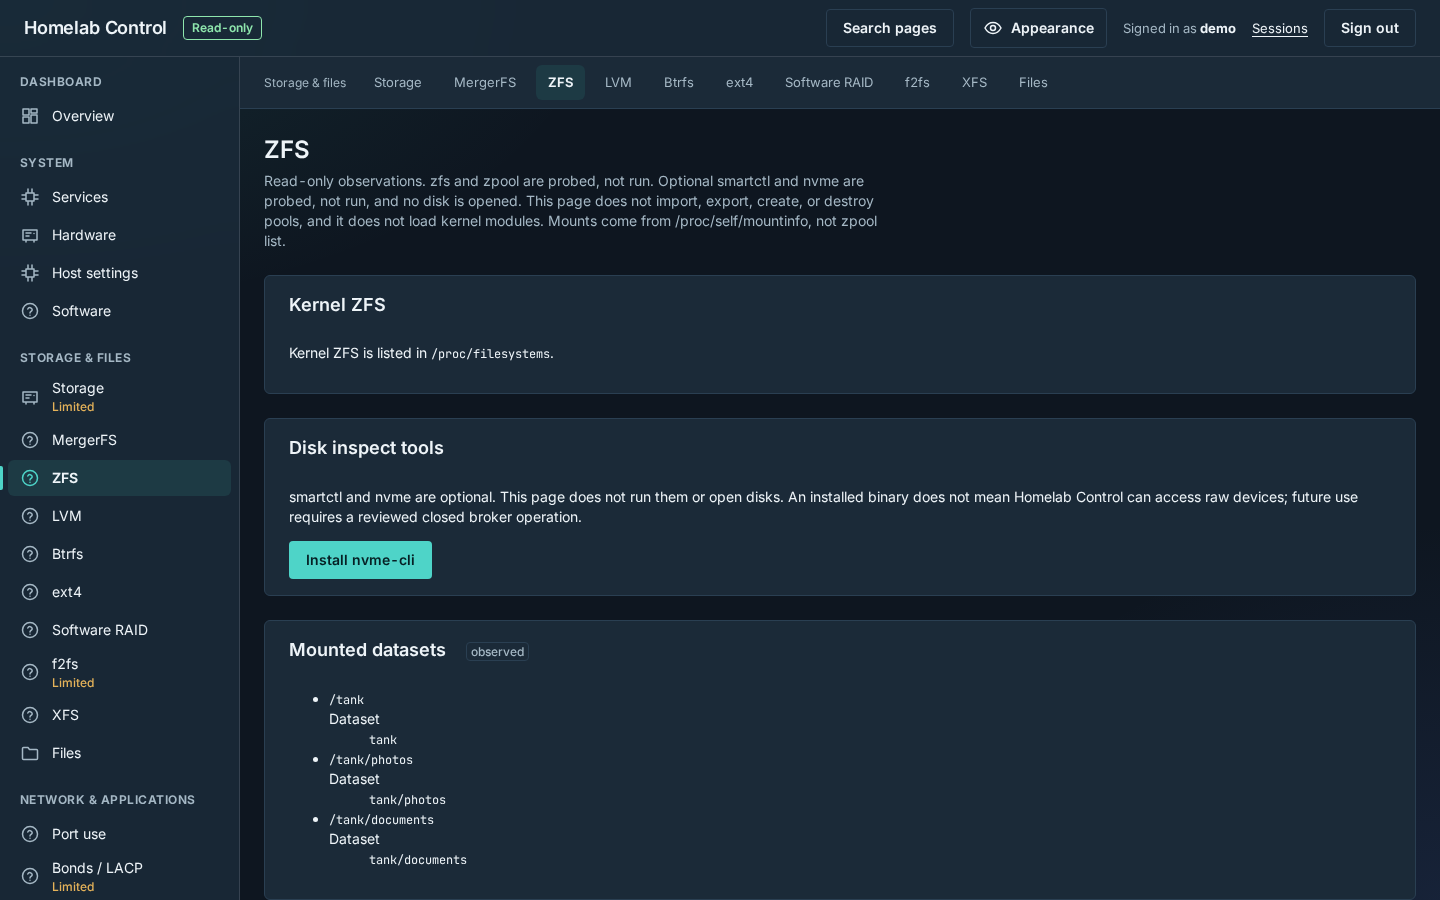 Homelab Control
Read-only
Search pages
Appearance
Signed in as demo
Sessions
Sign out
DASHBOARD
Overview
SYSTEM
Services
Hardware
Host settings
Software
STORAGE & FILES
Storage
Limited
MergerFS
ZFS
LVM
Btrfs
ext4
Software RAID
f2fs
Limited
XFS
Files
NETWORK & APPLICATIONS
Port use
Bonds / LACP
Limited
Storage & files
Storage
MergerFS
ZFS
LVM
Btrfs
ext4
Software RAID
f2fs
XFS
Files
ZFS
Read-only observations. zfs and zpool are probed, not run. Optional smartctl and nvme are
probed, not run, and no disk is opened. This page does not import, export, create, or destroy
pools, and it does not load kernel modules. Mounts come from /proc/self/mountinfo, not zpool
list.
Kernel ZFS
Kernel ZFS is listed in /proc/filesystems.
Disk inspect tools
smartctl and nvme are optional. This page does not run them or open disks. An installed binary does not mean Homelab Control can access raw devices; future use
requires a reviewed closed broker operation.
Install nvme-cli
Mounted datasets
observed
/tank
Dataset
tank
/tank/photos
Dataset
tank/photos
/tank/documents
Dataset
tank/documents